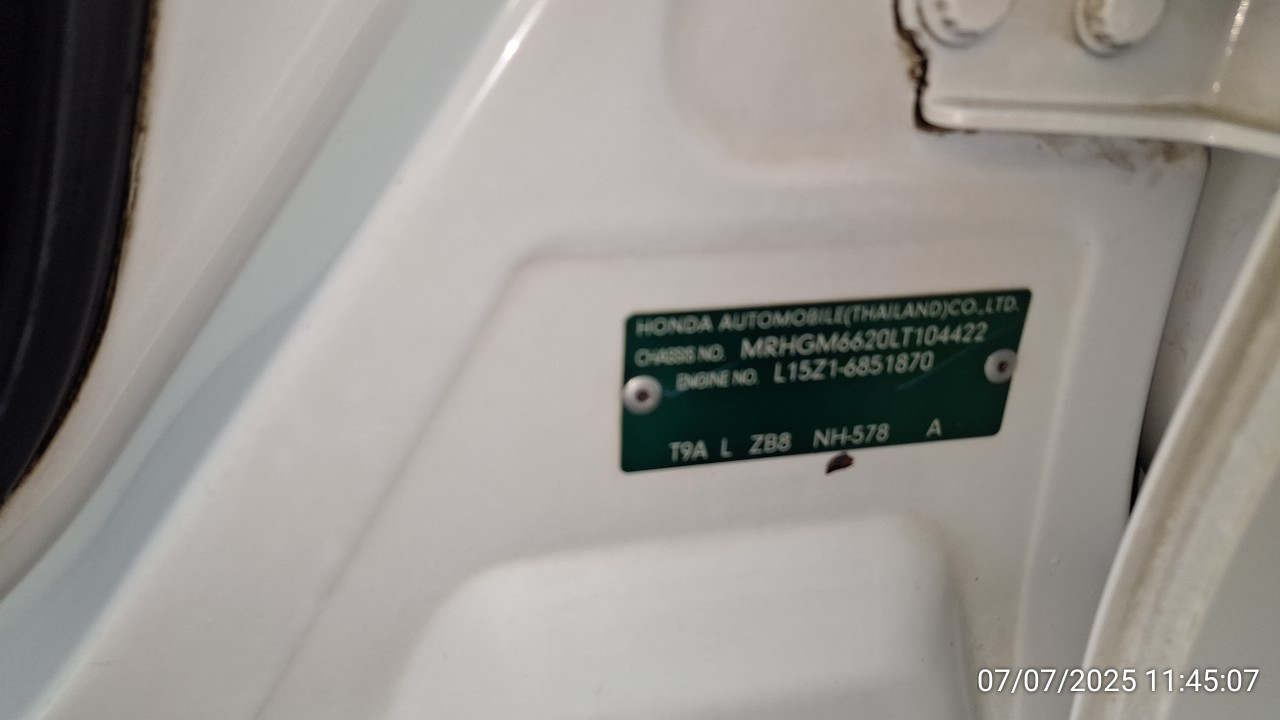 HONDA AUTOMOBILE(THAILAND)CO.,LTD.
CHASSIS NO. MRHGM6620LT104422
ENGINE NO. L15Z1-6851870
T9A L ZB8 NH-578 A
07/07/2025 11:45:07